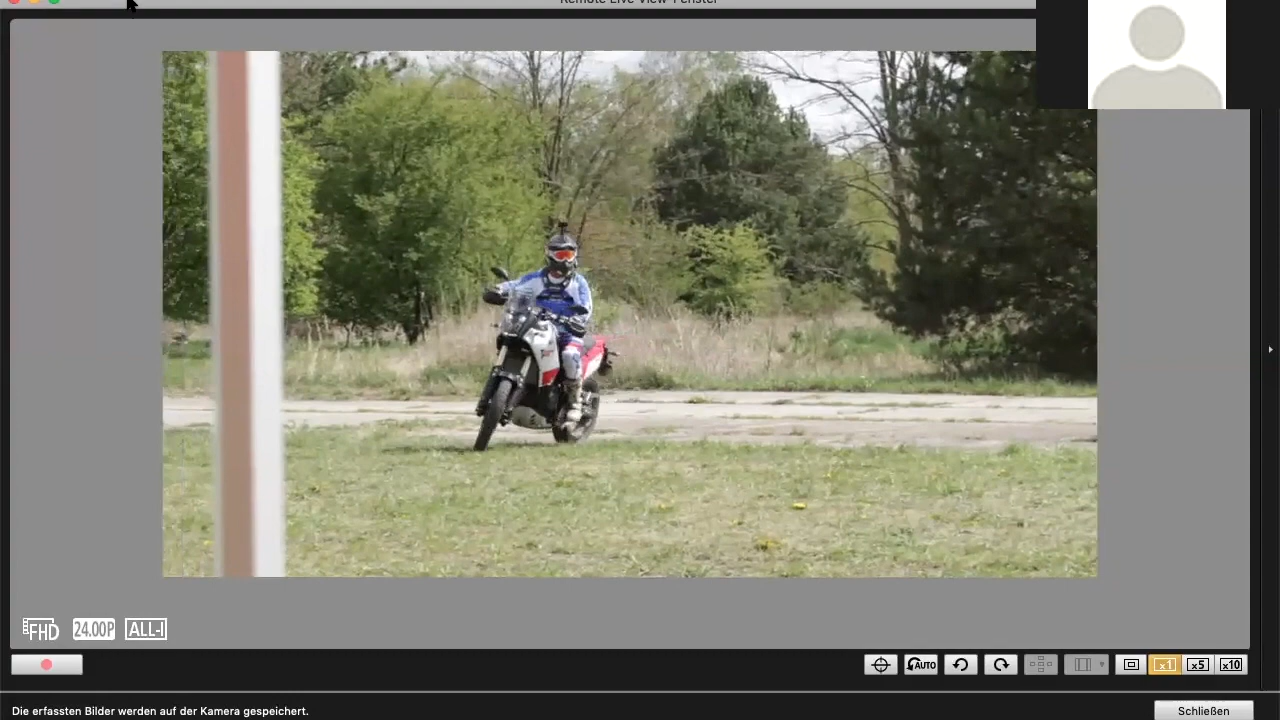 Remote Live View-Fenster
FHD 24.00P ALL-I
AUTO
x1 x5 x10
Die erfassten Bilder werden auf der Kamera gespeichert.
Schließen